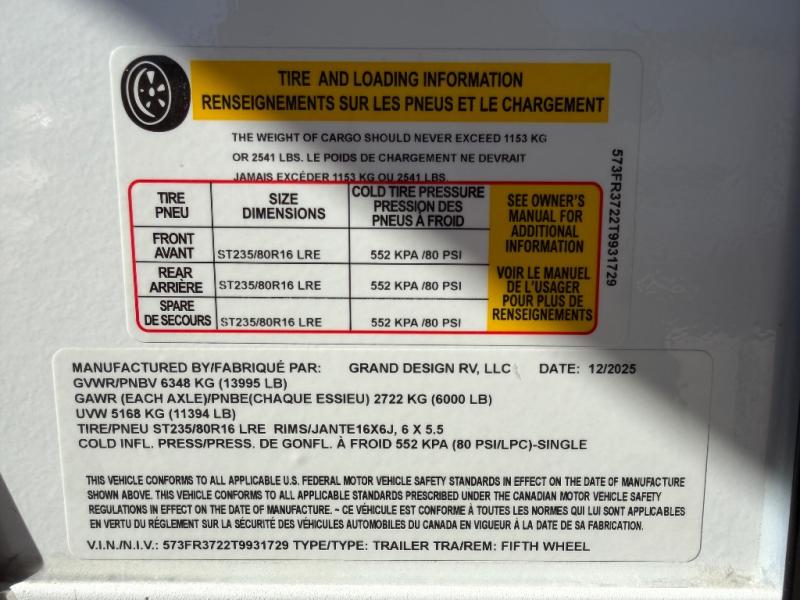 TIRE AND LOADING INFORMATION
RENSEIGNEMENTS SUR LES PNEUS ET LE CHARGEMENT
THE WEIGHT OF CARGO SHOULD NEVER EXCEED 1153 KG
OR 2541 LBS. LE POIDS DE CHARGEMENT NE DEVRAIT
JAMAIS EXCÉDER 1153 KG OU 2541 LBS.
TIRE
PNEU
SIZE
DIMENSIONS
COLD TIRE PRESSURE
PRESSION DES
PNEUS À FROID
SEE OWNER'S
MANUAL FOR
ADDITIONAL
INFORMATION
VOIR LE MANUEL
DE L'USAGER
POUR PLUS DE
RENSEIGNEMENTS
FRONT
AVANT
ST235/80R16 LRE
552 KPA /80 PSI
REAR
ARRIÈRE
ST235/80R16 LRE
552 KPA /80 PSI
SPARE
DE SECOURS
ST235/80R16 LRE
552 KPA /80 PSI
573FR3722T9931729
MANUFACTURED BY/FABRIQUÉ PAR: GRAND DESIGN RV, LLC DATE: 12/2025
GVWR/PNBV 6348 KG (13995 LB)
GAWR (EACH AXLE)/PNBE(CHAQUE ESSIEU) 2722 KG (6000 LB)
UVW 5168 KG (11394 LB)
TIRE/PNEU ST235/80R16 LRE RIMS/JANTE16X6J, 6 X 5.5
COLD INFL. PRESS/PRESS. DE GONFL. À FROID 552 KPA (80 PSI/LPC)-SINGLE
THIS VEHICLE CONFORMS TO ALL APPLICABLE U.S. FEDERAL MOTOR VEHICLE SAFETY STANDARDS IN EFFECT ON THE DATE OF MANUFACTURE
SHOWN ABOVE. THIS VEHICLE CONFORMS TO ALL APPLICABLE STANDARDS PRESCRIBED UNDER THE CANADIAN MOTOR VEHICLE SAFETY
REGULATIONS IN EFFECT ON THE DATE OF MANUFACTURE. ~ CE VÉHICULE EST CONFORME À TOUTES LES NORMES QUI LUI SONT APPLICABLES
EN VERTU DU RÉGLEMENT SUR LA SÉCURITÉ DES VÉHICULES AUTOMOBILES DU CANADA EN VIGUEUR À LA DATE DE SA FABRICATION.
V.I.N./N.I.V.: 573FR3722T9931729 TYPE/TYPE: TRAILER TRA/REM: FIFTH WHEEL